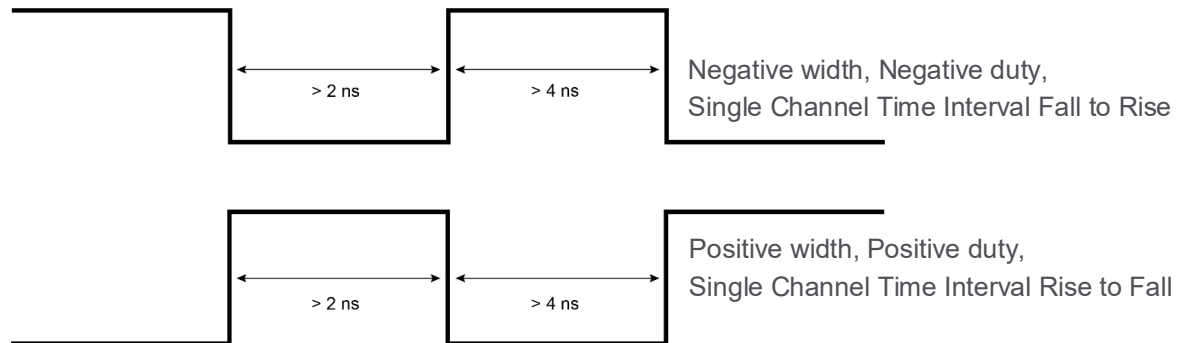 > 2 ns
> 4 ns
Negative width, Negative duty,
Single Channel Time Interval Fall to Rise
> 2 ns
> 4 ns
Positive width, Positive duty,
Single Channel Time Interval Rise to Fall